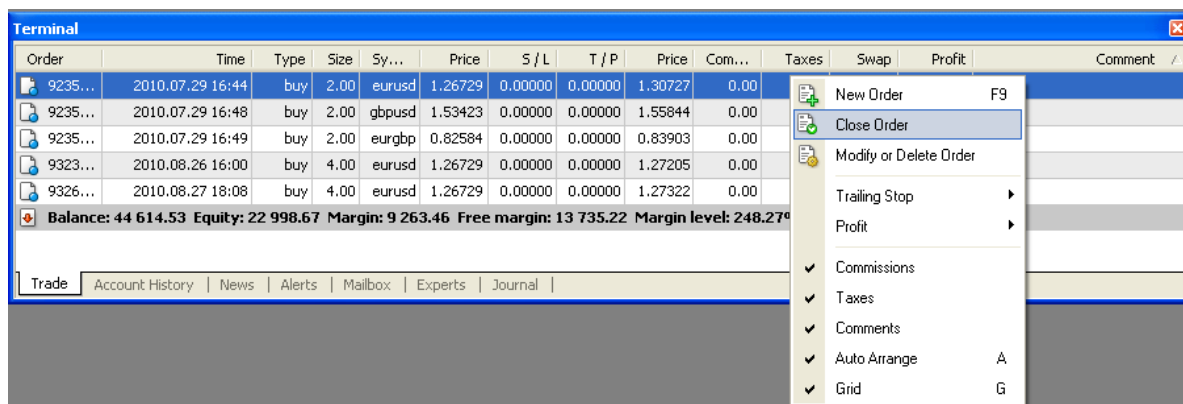 Terminal
Order Time Type Size Sy... Price S / L T / P Price Com... Taxes Swap Profit Comment /
9235... 2010.07.29 16:44 buy 2.00 eurusd 1.26729 0.00000 0.00000 1.30727 0.00
9235... 2010.07.29 16:48 buy 2.00 gbpusd 1.53423 0.00000 0.00000 1.55844 0.00
9235... 2010.07.29 16:49 buy 2.00 eurgbp 0.82584 0.00000 0.00000 0.83903 0.00
9323... 2010.08.26 16:00 buy 4.00 eurusd 1.26729 0.00000 0.00000 1.27205 0.00
9326... 2010.08.27 18:08 buy 4.00 eurusd 1.26729 0.00000 0.00000 1.27322 0.00
Balance: 44 614.53 Equity: 22 998.67 Margin: 9 263.46 Free margin: 13 735.22 Margin level: 248.27%
Trade | Account History | News | Alerts | Mailbox | Experts | Journal |
New Order F9
Close Order
Modify or Delete Order
Trailing Stop
Profit
Commissions
Taxes
Comments
Auto Arrange A
Grid G